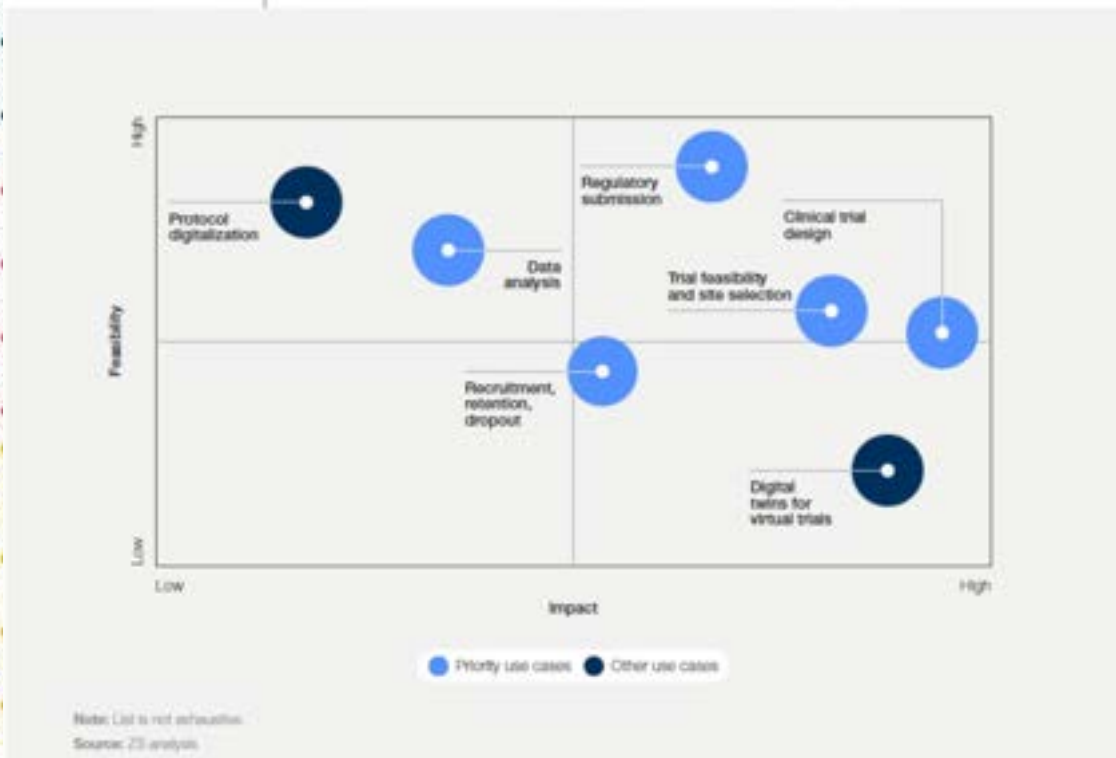 High
Protocol
digitalization
Data
analysis
Regulatory
submission
Clinical trial
design
Trial feasibility
and site selection
Feasibility
Recruitment,
retention,
dropout
Digital
twins for
virtual trials
Low
Low
High
Impact
Priority use cases
Other use cases
Note: List is not exhaustive
Source: ZS analysis